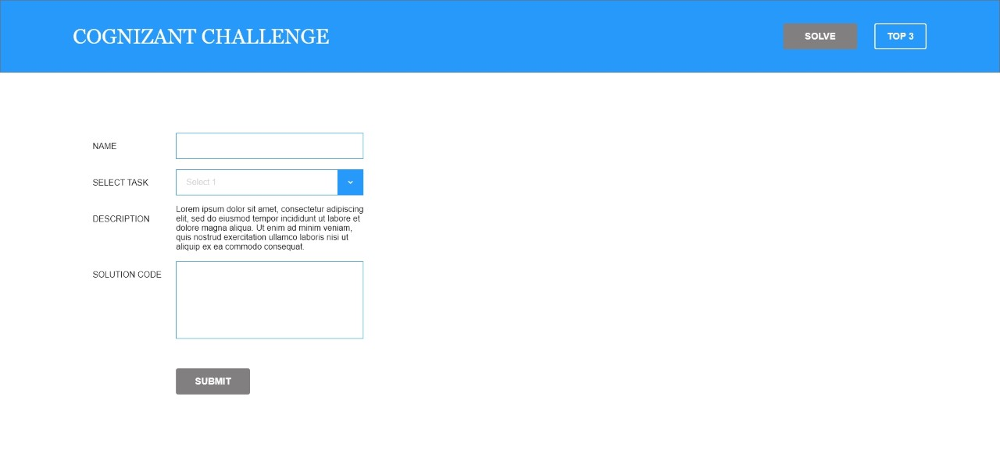 COGNIZANT CHALLENGE
SOLVE
TOP 3
NAME
SELECT TASK
Select 1
DESCRIPTION
Lorem ipsum dolor sit amet, consectetur adipiscing
elit, sed do eiusmod tempor incididunt ut labore et
dolore magna aliqua. Ut enim ad minim veniam,
quis nostrud exercitation ullamco laboris nisi ut
aliquip ex ea commodo consequat.
SOLUTION CODE
SUBMIT